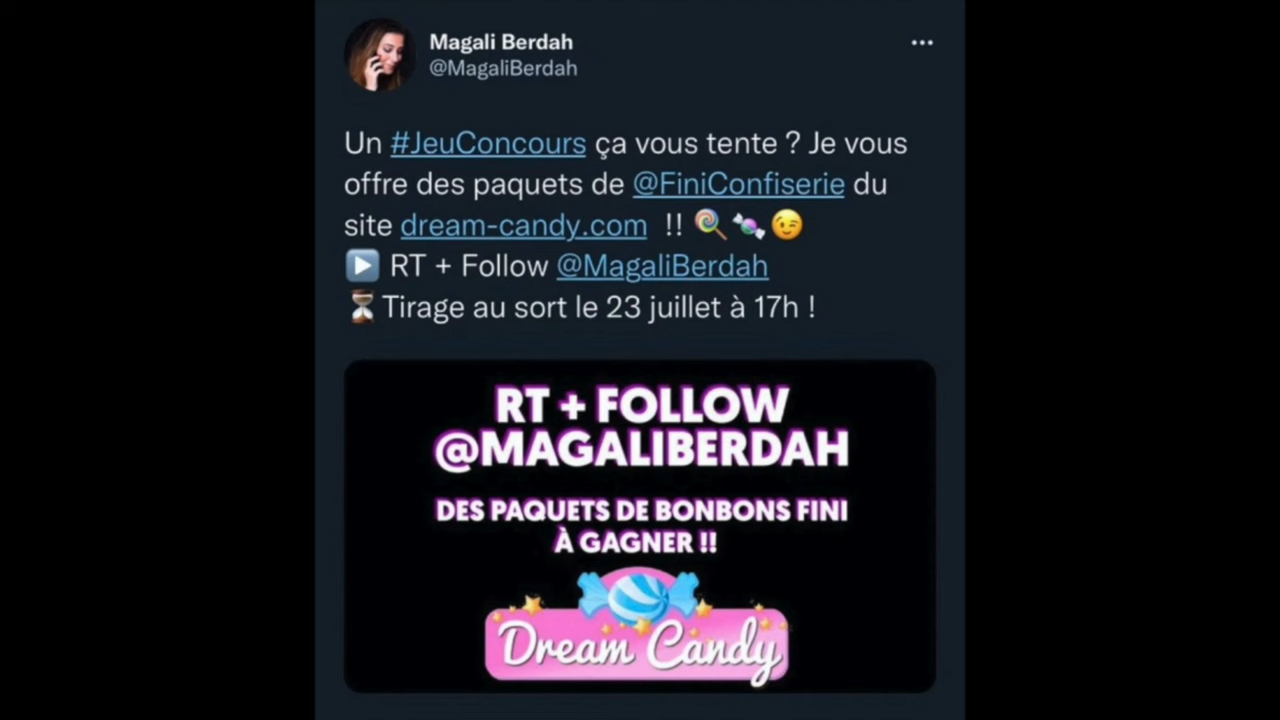 Magali Berdah
@MagaliBerdah
Un #JeuConcours ça vous tente ? Je vous
offre des paquets de @FiniConfiserie du
site dream-candy.com !! 🍭🍬😉
▶️ RT + Follow @MagaliBerdah
⏳Tirage au sort le 23 juillet à 17h !
RT + FOLLOW
@MAGALIBERDAH
DES PAQUETS DE BONBONS FINI
À GAGNER !!
Dream Candy